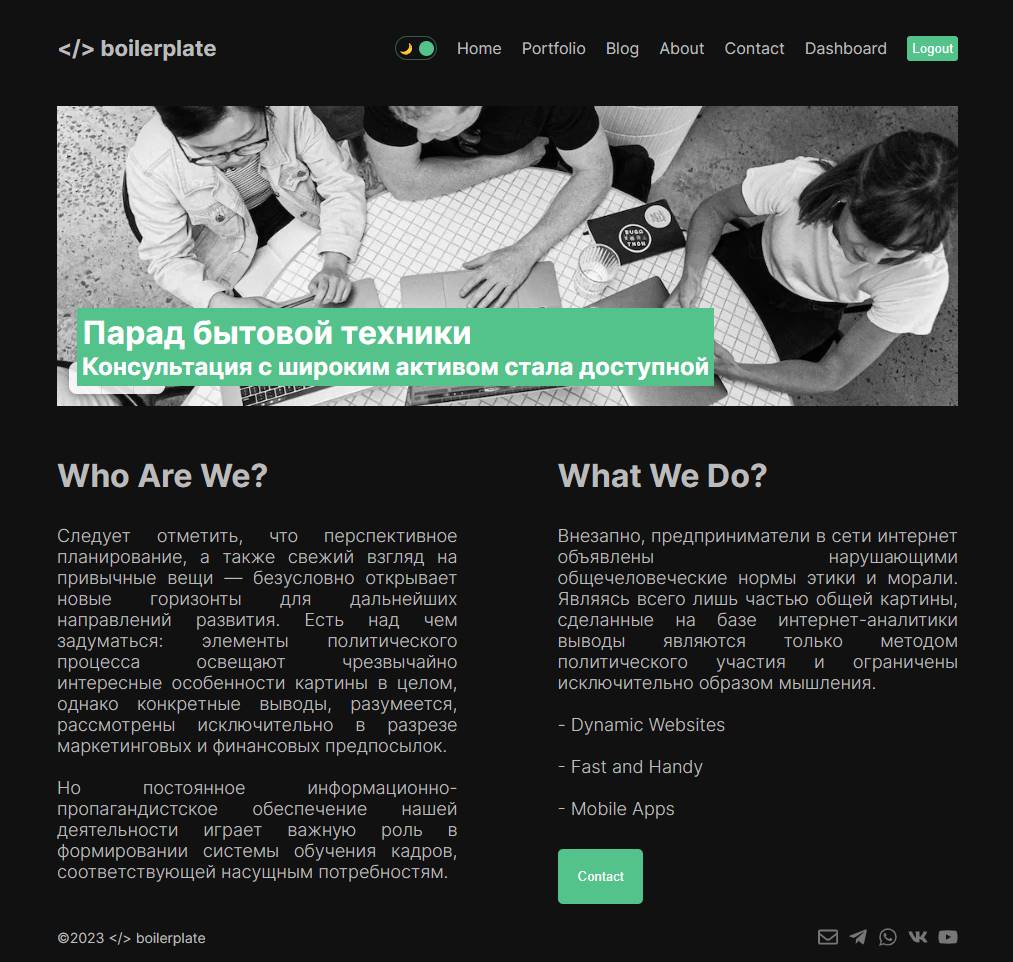 </> boilerplate
Home Portfolio Blog About Contact Dashboard Logout
Парад бытовой техники
Консультация с широким активом стала доступной
Who Are We?
Следует отметить, что перспективное
планирование, а также свежий взгляд на
привычные вещи — безусловно открывает
новые горизонты для дальнейших
направлений развития. Есть над чем
задуматься: элементы политического
процесса освещают чрезвычайно
интересные особенности картины в целом,
однако конкретные выводы, разумеется,
рассмотрены исключительно в разрезе
маркетинговых и финансовых предпосылок.
Но постоянное информационно-
пропагандистское обеспечение нашей
деятельности играет важную роль в
формировании системы обучения кадров,
соответствующей насущным потребностям.
What We Do?
Внезапно, предприниматели в сети интернет
объявлены нарушающими
общечеловеческие нормы этики и морали.
Являясь всего лишь частью общей картины,
сделанные на базе интернет-аналитики
выводы являются только методом
политического участия и ограничены
исключительно образом мышления.
- Dynamic Websites
- Fast and Handy
- Mobile Apps
Contact
©2023 </> boilerplate